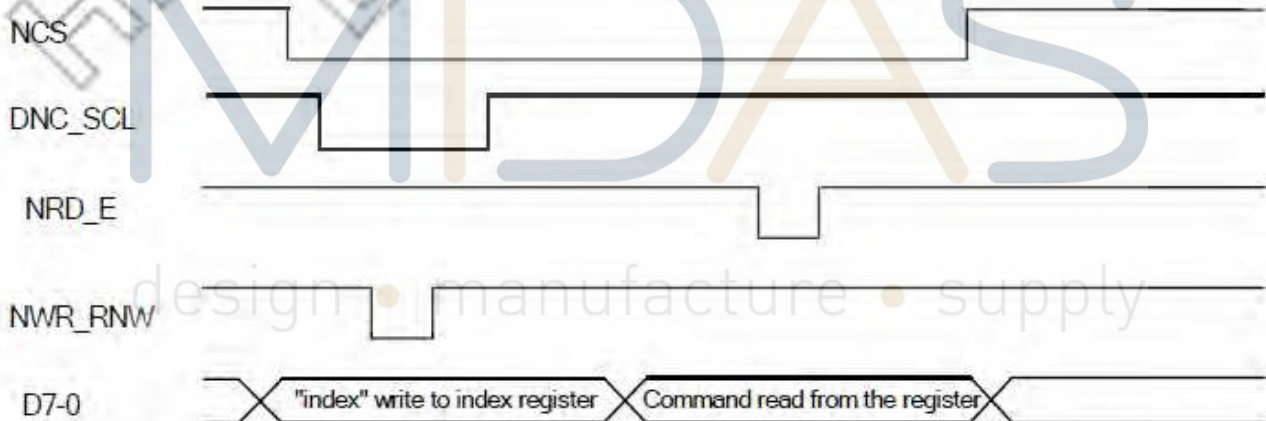 NCS
DNC_SCL
NRD_E
NWR_RNW
D7-0 "index" write to index register Command read from the register
MIDAS
design • manufacture • supply